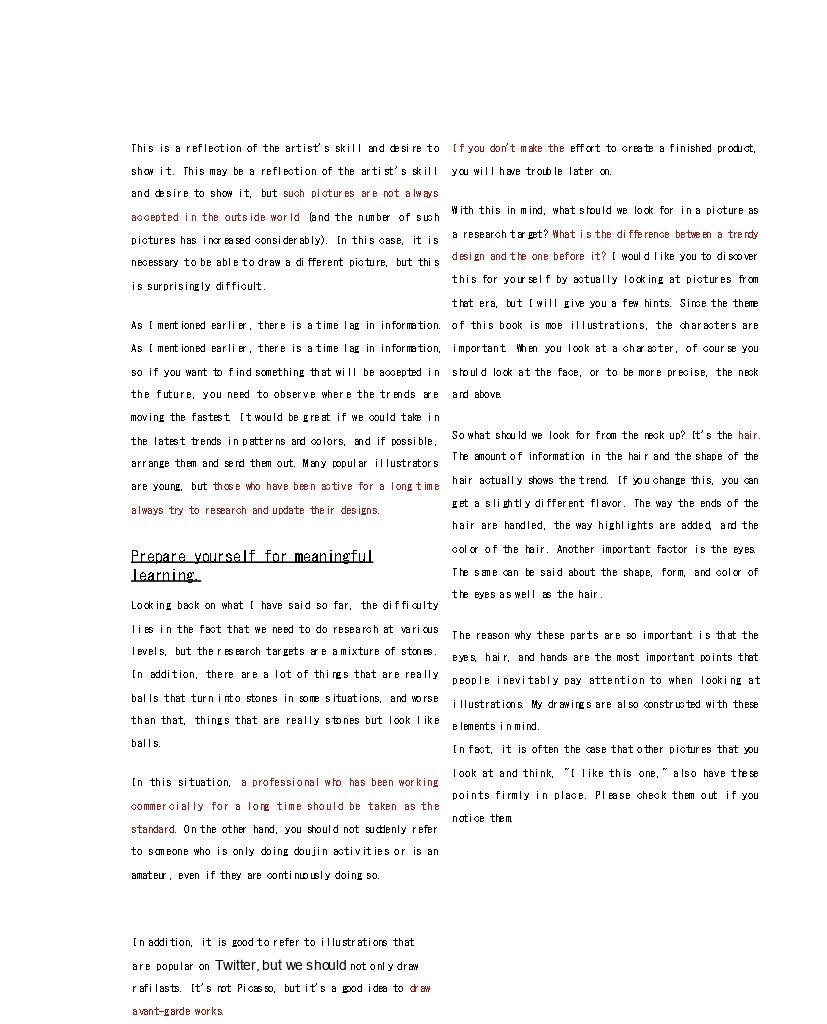 This is a reflection of the artist's skill and desire to
show it. This may be a reflection of the artist's skill
and desire to show it, but such pictures are not always
accepted in the outside world (and the number of such
pictures has increased considerably). In this case, it is
necessary to be able to draw a different picture, but this
is surprisingly difficult.
As I mentioned earlier, there is a time lag in information.
As I mentioned earlier, there is a time lag in information,
so if you want to find something that will be accepted in
the future, you need to observe where the trends are
moving the fastest. It would be great if we could take in
the latest trends in patterns and colors, and if possible,
arrange them and send them out. Many popular illustrators
are young, but those who have been active for a long time
always try to research and update their designs.
Prepare yourself for meaningful
learning.
Looking back on what I have said so far, the difficulty
lies in the fact that we need to do research at various
levels, but the research targets are a mixture of stones.
In addition, there are a lot of things that are really
balls that turn into stones in some situations, and worse
than that, things that are really stones but look like
balls.
In this situation, a professional who has been working
commercially for a long time should be taken as the
standard. On the other hand, you should not suddenly refer
to someone who is only doing doujin activities or is an
amateur, even if they are continuously doing so.
In addition, it is good to refer to illustrations that
are popular on Twitter, but we should not only draw
rafilasts. It's not Picasso, but it's a good idea to draw
avant-garde works.
If you don't make the effort to create a finished product,
you will have trouble later on.
With this in mind, what should we look for in a picture as
a research target? What is the difference between a trendy
design and the one before it? I would like you to discover
this for yourself by actually looking at pictures from
that era, but I will give you a few hints. Since the theme
of this book is moe illustrations, the characters are
important. When you look at a character, of course you
should look at the face, or to be more precise, the neck
and above.
So what should we look for from the neck up? It's the hair.
The amount of information in the hair and the shape of the
hair actually shows the trend. If you change this, you can
get a slightly different flavor. The way the ends of the
hair are handled, the way highlights are added, and the
color of the hair. Another important factor is the eyes.
The same can be said about the shape, form, and color of
the eyes as well as the hair.
The reason why these parts are so important is that the
eyes, hair, and hands are the most important points that
people inevitably pay attention to when looking at
illustrations. My drawings are also constructed with these
elements in mind.
In fact, it is often the case that other pictures that you
look at and think, "I like this one," also have these
points firmly in place. Please check them out if you
notice them.